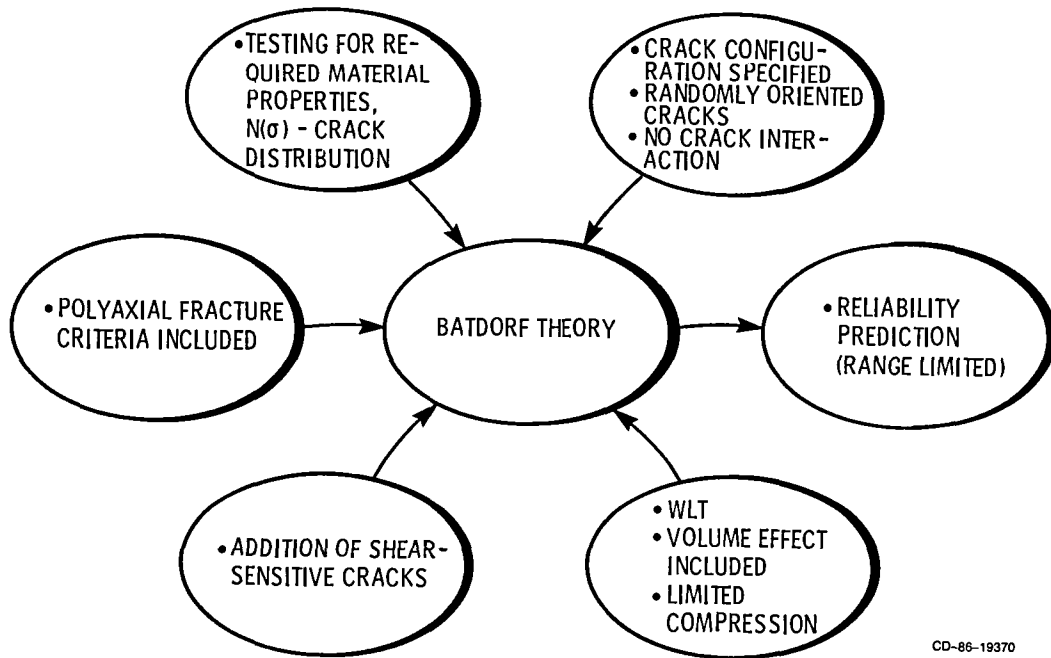 •TESTING FOR RE-
QUIRED MATERIAL
PROPERTIES,
N(σ) - CRACK
DISTRIBUTION
• CRACK CONFIGU-
RATION SPECIFIED
• RANDOMLY ORIENTED
CRACKS
• NO CRACK INTER-
ACTION
• POLYAXIAL FRACTURE
CRITERIA INCLUDED
BATDORF THEORY
• RELIABILITY
PREDICTION
(RANGE LIMITED)
• ADDITION OF SHEAR-
SENSITIVE CRACKS
• WLT
• VOLUME EFFECT
INCLUDED
• LIMITED
COMPRESSION
CD-86-19370